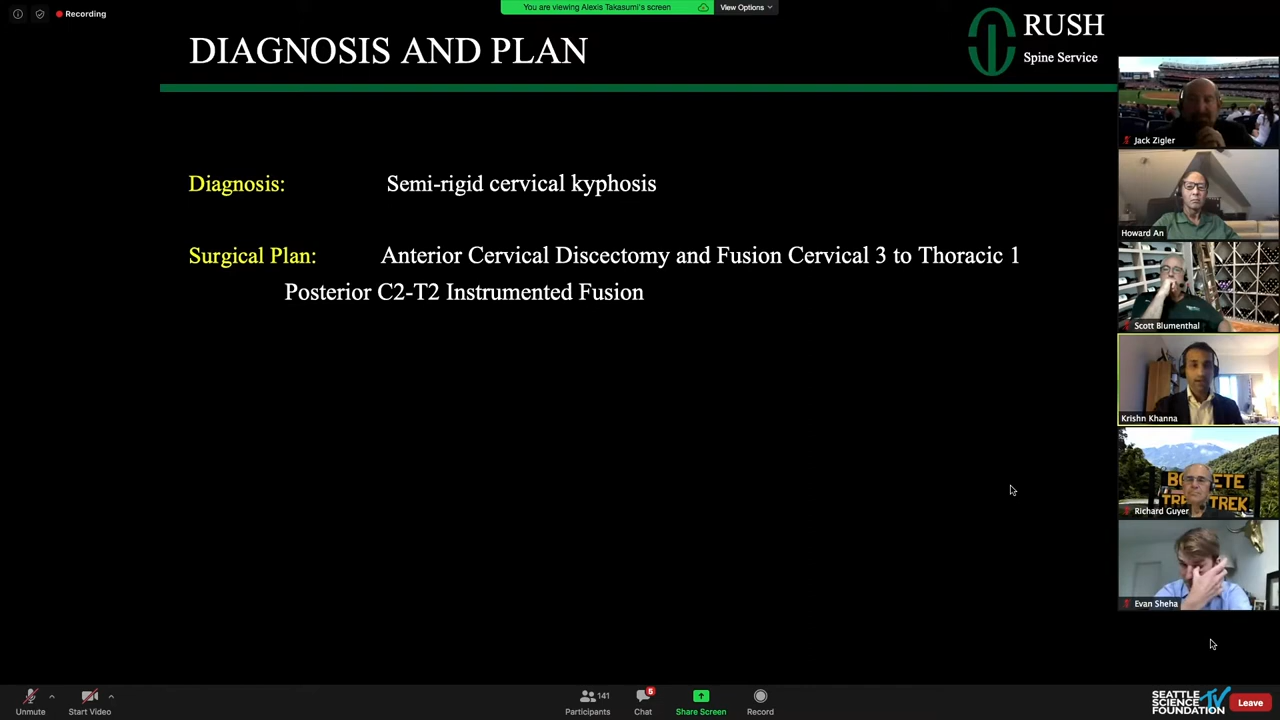 Recording
You are viewing Alexis Takasumi's screen
View Options
DIAGNOSIS AND PLAN
RUSH
Spine Service
Diagnosis: Semi-rigid cervical kyphosis
Surgical Plan: Anterior Cervical Discectomy and Fusion Cervical 3 to Thoracic 1
Posterior C2-T2 Instrumented Fusion
Jack Zigler
Howard An
Scott Blumenthal
Krishn Khanna
Richard Guyer
Evan Sheha
Unmute
Start Video
141
Participants
6
Chat
Share Screen
Record
SEATTLE
SCIENCE TV
FOUNDATION
Leave